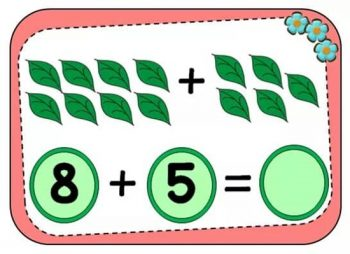 +
8 + 5 =